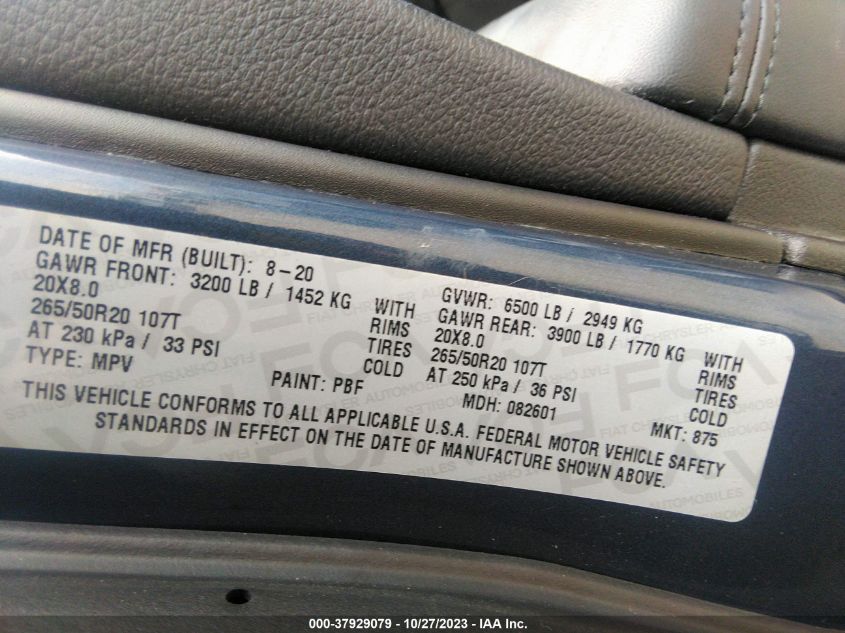 DATE OF MFR (BUILT): 8-20
GAWR FRONT: 3200 LB / 1452 KG WITH
20X8.0 RIMS
265/50R20 107T TIRES
AT 230 kPa / 33 PSI COLD
TYPE: MPV PAINT: PBF
GVWR: 6500 LB / 2949 KG
GAWR REAR: 3900 LB / 1770 KG WITH
20X8.0 RIMS
265/50R20 107T TIRES
AT 250 kPa / 36 PSI COLD
MDH: 082601 MKT: 875
THIS VEHICLE CONFORMS TO ALL APPLICABLE U.S.A. FEDERAL MOTOR VEHICLE SAFETY
STANDARDS IN EFFECT ON THE DATE OF MANUFACTURE SHOWN ABOVE.
000-37929079 - 10/27/2023 - IAA Inc.